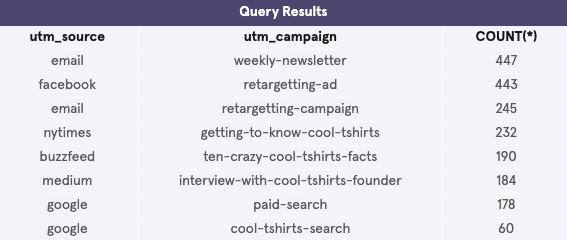 Query Results
utm_source utm_campaign COUNT(*)
email weekly-newsletter 447
facebook retargetting-ad 443
email retargetting-campaign 245
nytimes getting-to-know-cool-tshirts 232
buzzfeed ten-crazy-cool-tshirts-facts 190
medium interview-with-cool-tshirts-founder 184
google paid-search 178
google cool-tshirts-search 60